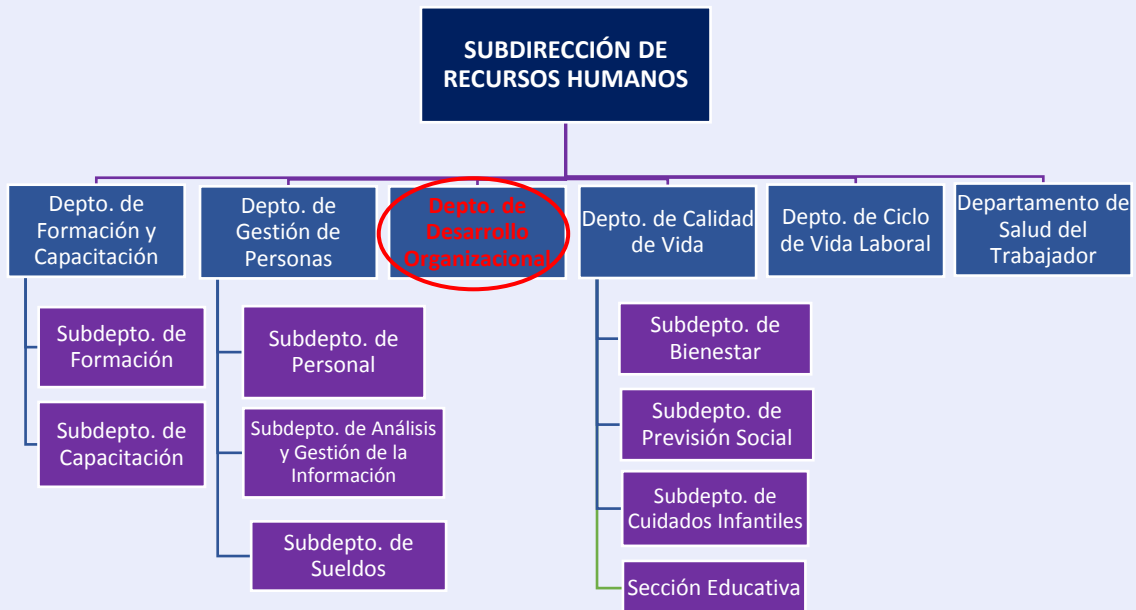 SUBDIRECCIÓN DE
RECURSOS HUMANOS
Depto. de
Formación y
Capacitación
Depto. de
Gestión de
Personas
Depto. de
Desarrollo
Organizacional
Depto. de Calidad
de Vida
Depto. de Ciclo
de Vida Laboral
Departamento de
Salud del
Trabajador
Subdepto. de
Formación
Subdepto. de
Capacitación
Subdepto. de
Personal
Subdepto. de Análisis
y Gestión de la
Información
Subdepto. de
Sueldos
Subdepto. de
Bienestar
Subdepto. de
Previsión Social
Subdepto. de
Cuidados Infantiles
Sección Educativa